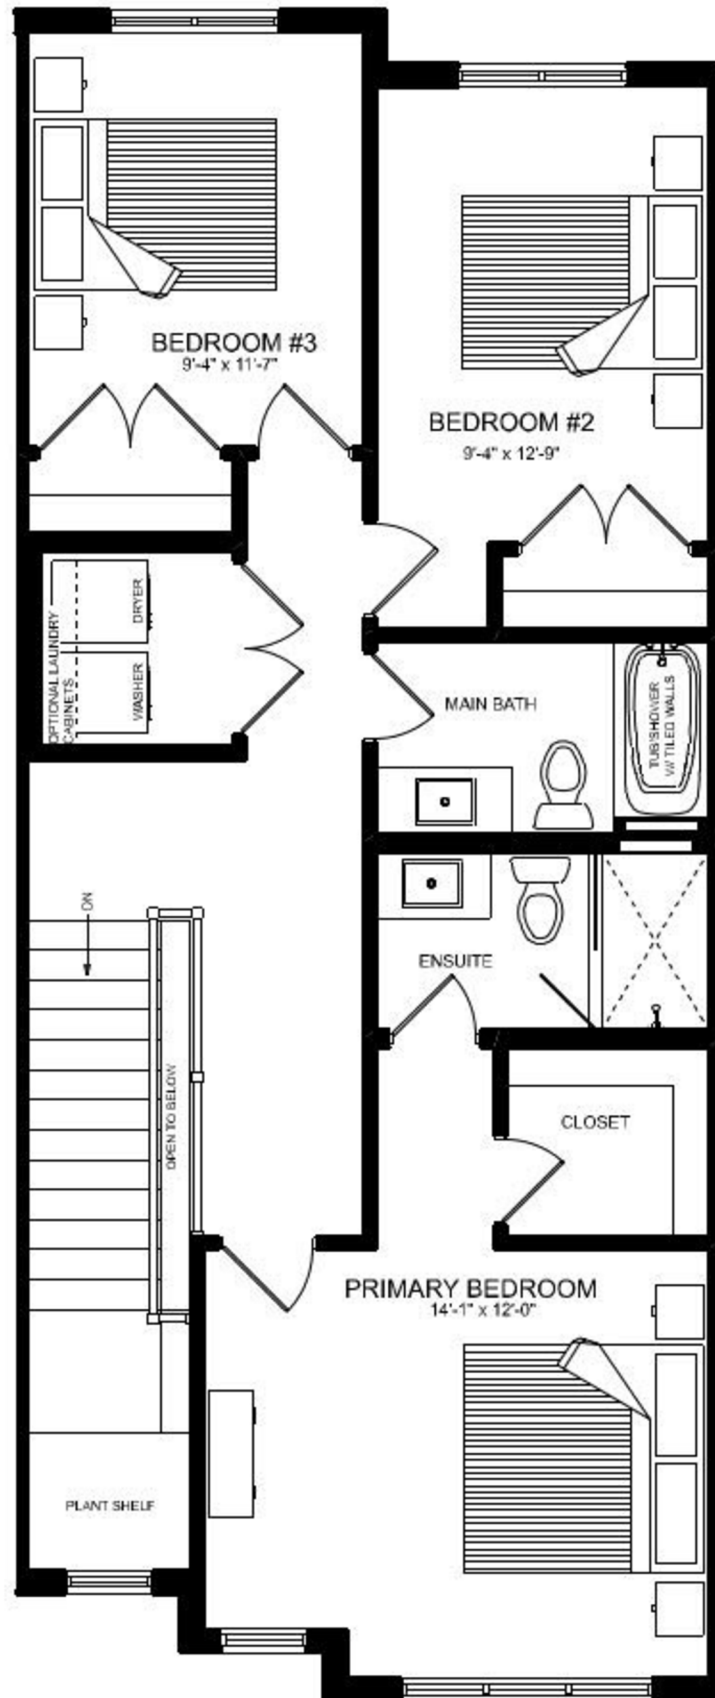 BEDROOM #3
9'-4" x 11'-7"
BEDROOM #2
9'-4" x 12'-9"
OPTIONAL LAUNDRY
CABINETS
DRYER
WASHER
MAIN BATH
TUB/SHOWER
W/ TILED WALLS
DN
ENSUITE
OPEN TO BELOW
CLOSET
PRIMARY BEDROOM
14'-1" x 12'-0"
PLANT SHELF